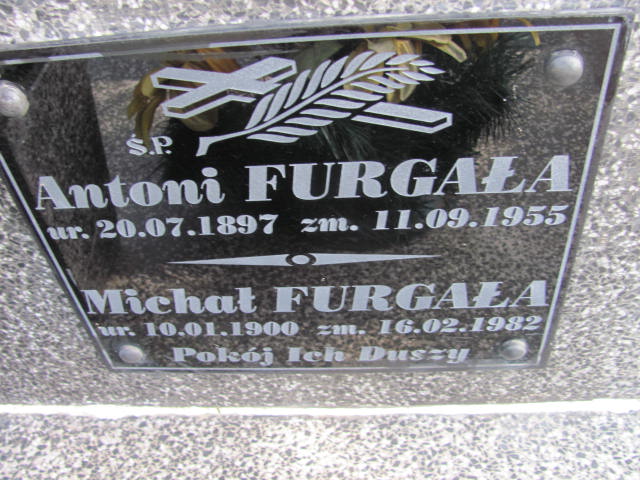 Ś.P.
Antoni FURGAŁA
ur. 20.07.1897 zm. 11.09.1955
Michał FURGAŁA
ur. 10.01.1900 zm. 16.02.1982
Pokój Ich Duszy